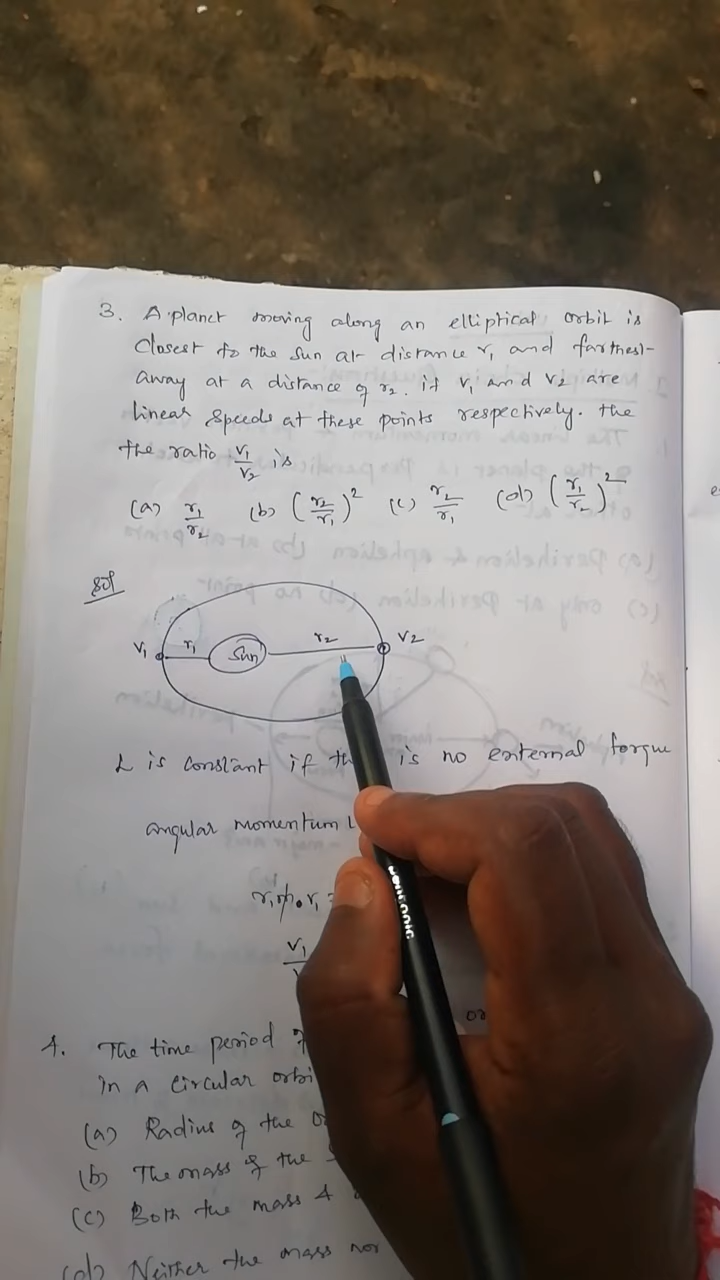 3. A planet moving along an elliptical orbit is
closest to the sun at distance r₁ and farthest
away at a distance of r₂. if v₁ and v₂ are
linear speeds at these points respectively. the
the ratio v₁/v₂ is
(a) r₁/r₂ (b) (r₂/r₁)² (c) r₂/r₁ (d) (r₁/r₂)²
Sol
v₁ r₁ Sun r₂ v₂
L is constant if is no external torque
angular momentum L
v₁
or
4. The time period of
in a circular orbi
(a) Radius of the
(b) The mass of the
(c) Both the mass &
(d) Neither the mass nor